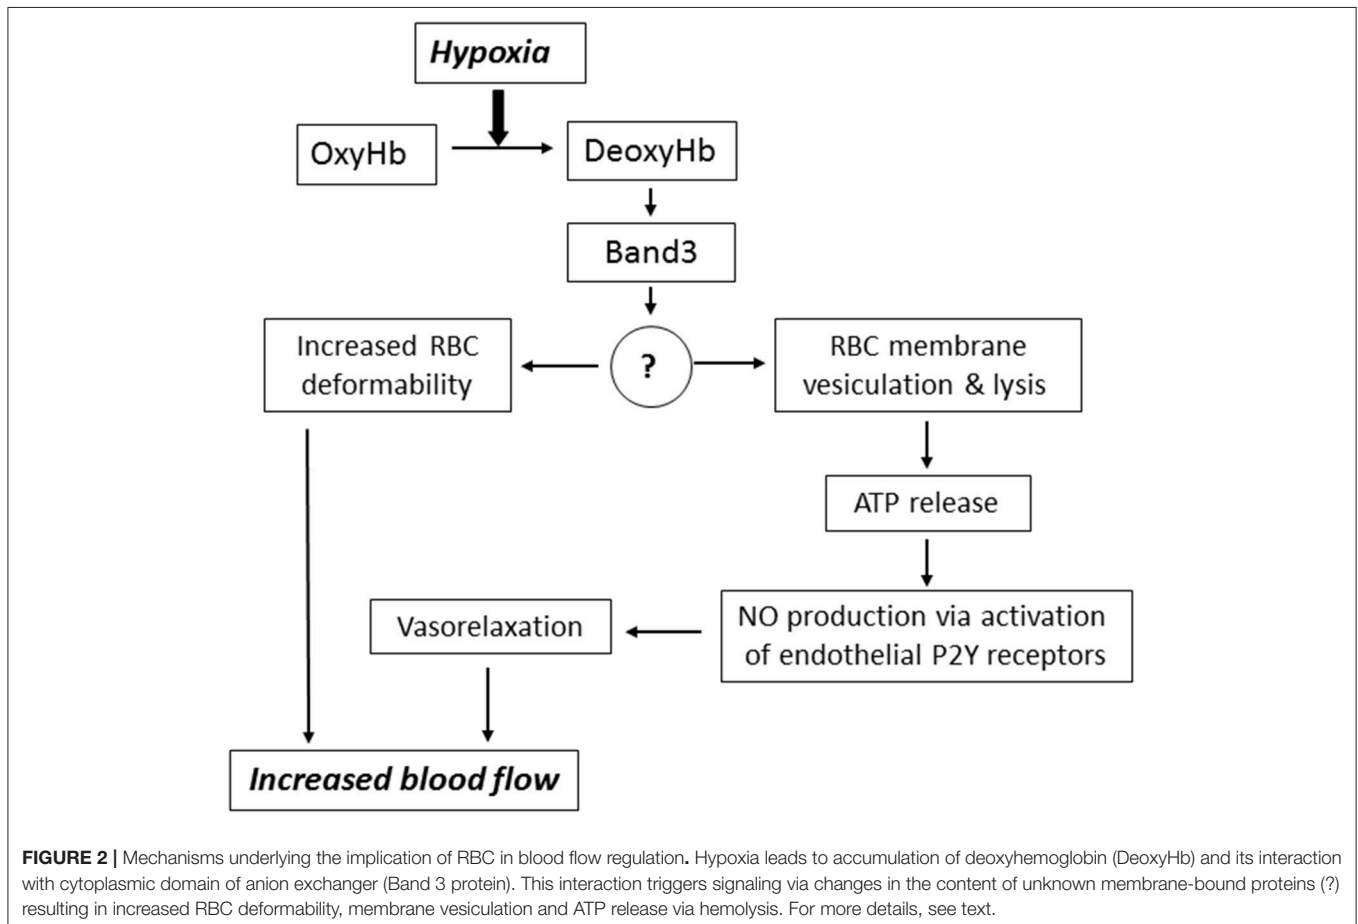 Hypoxia
OxyHb
DeoxyHb
Band3
Increased RBC
deformability
?
RBC membrane
vesiculation & lysis
ATP release
NO production via activation
of endothelial P2Y receptors
Vasorelaxation
Increased blood flow
FIGURE 2 | Mechanisms underlying the implication of RBC in blood flow regulation. Hypoxia leads to accumulation of deoxyhemoglobin (DeoxyHb) and its interaction
with cytoplasmic domain of anion exchanger (Band 3 protein). This interaction triggers signaling via changes in the content of unknown membrane-bound proteins (?)
resulting in increased RBC deformability, membrane vesiculation and ATP release via hemolysis. For more details, see text.